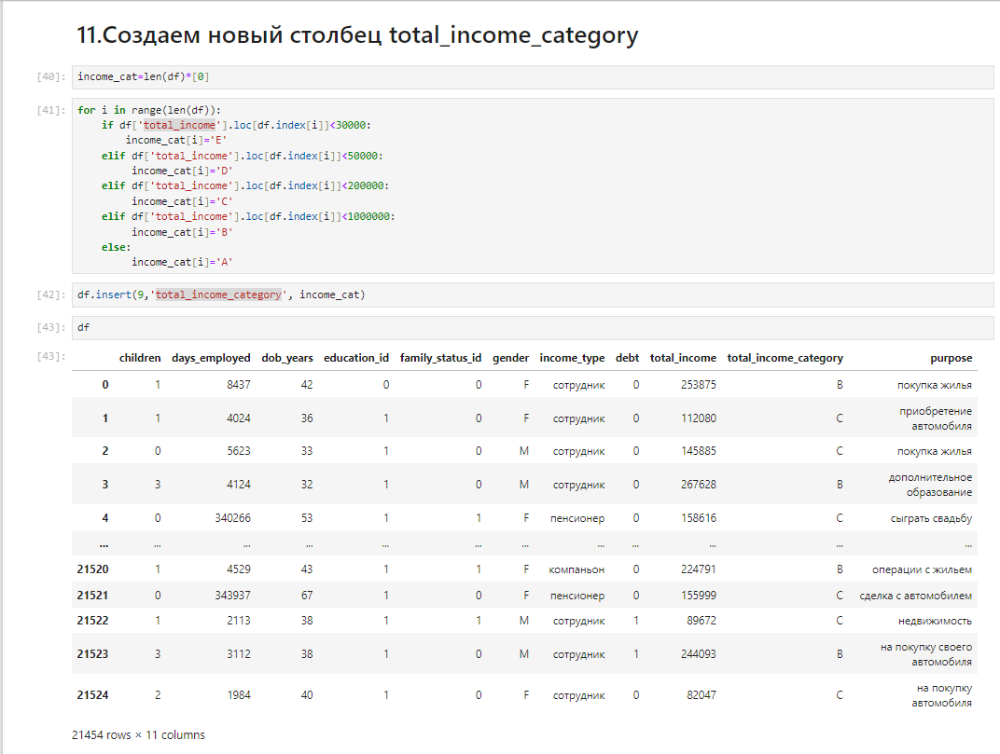 11.Создаем новый столбец total_income_category
[40]: income_cat=len(df)*[0]
[41]: for i in range(len(df)):
if df['total_income'].loc[df.index[i]]<30000:
income_cat[i]='E'
elif df['total_income'].loc[df.index[i]]<50000:
income_cat[i]='D'
elif df['total_income'].loc[df.index[i]]<200000:
income_cat[i]='C'
elif df['total_income'].loc[df.index[i]]<1000000:
income_cat[i]='B'
else:
income_cat[i]='A'
[42]: df.insert(9,'total_income_category', income_cat)
[43]: df
[43]: children days_employed dob_years education_id family_status_id gender income_type debt total_income total_income_category purpose
0 1 8437 42 0 0 F сотрудник 0 253875 B покупка жилья
1 1 4024 36 1 0 F сотрудник 0 112080 C приобретение
автомобиля
2 0 5623 33 1 0 M сотрудник 0 145885 C покупка жилья
3 3 4124 32 1 0 M сотрудник 0 267628 B дополнительное
образование
4 0 340266 53 1 1 F пенсионер 0 158616 C сыграть свадьбу
... ... ... ... ... ... ... ... ... ... ... ...
21520 1 4529 43 1 1 F компаньон 0 224791 B операции с жильем
21521 0 343937 67 1 0 F пенсионер 0 155999 C сделка с автомобилем
21522 1 2113 38 1 1 M сотрудник 1 89672 C недвижимость
21523 3 3112 38 1 0 M сотрудник 1 244093 B на покупку своего
автомобиля
21524 2 1984 40 1 0 F сотрудник 0 82047 C на покупку
автомобиля
21454 rows × 11 columns